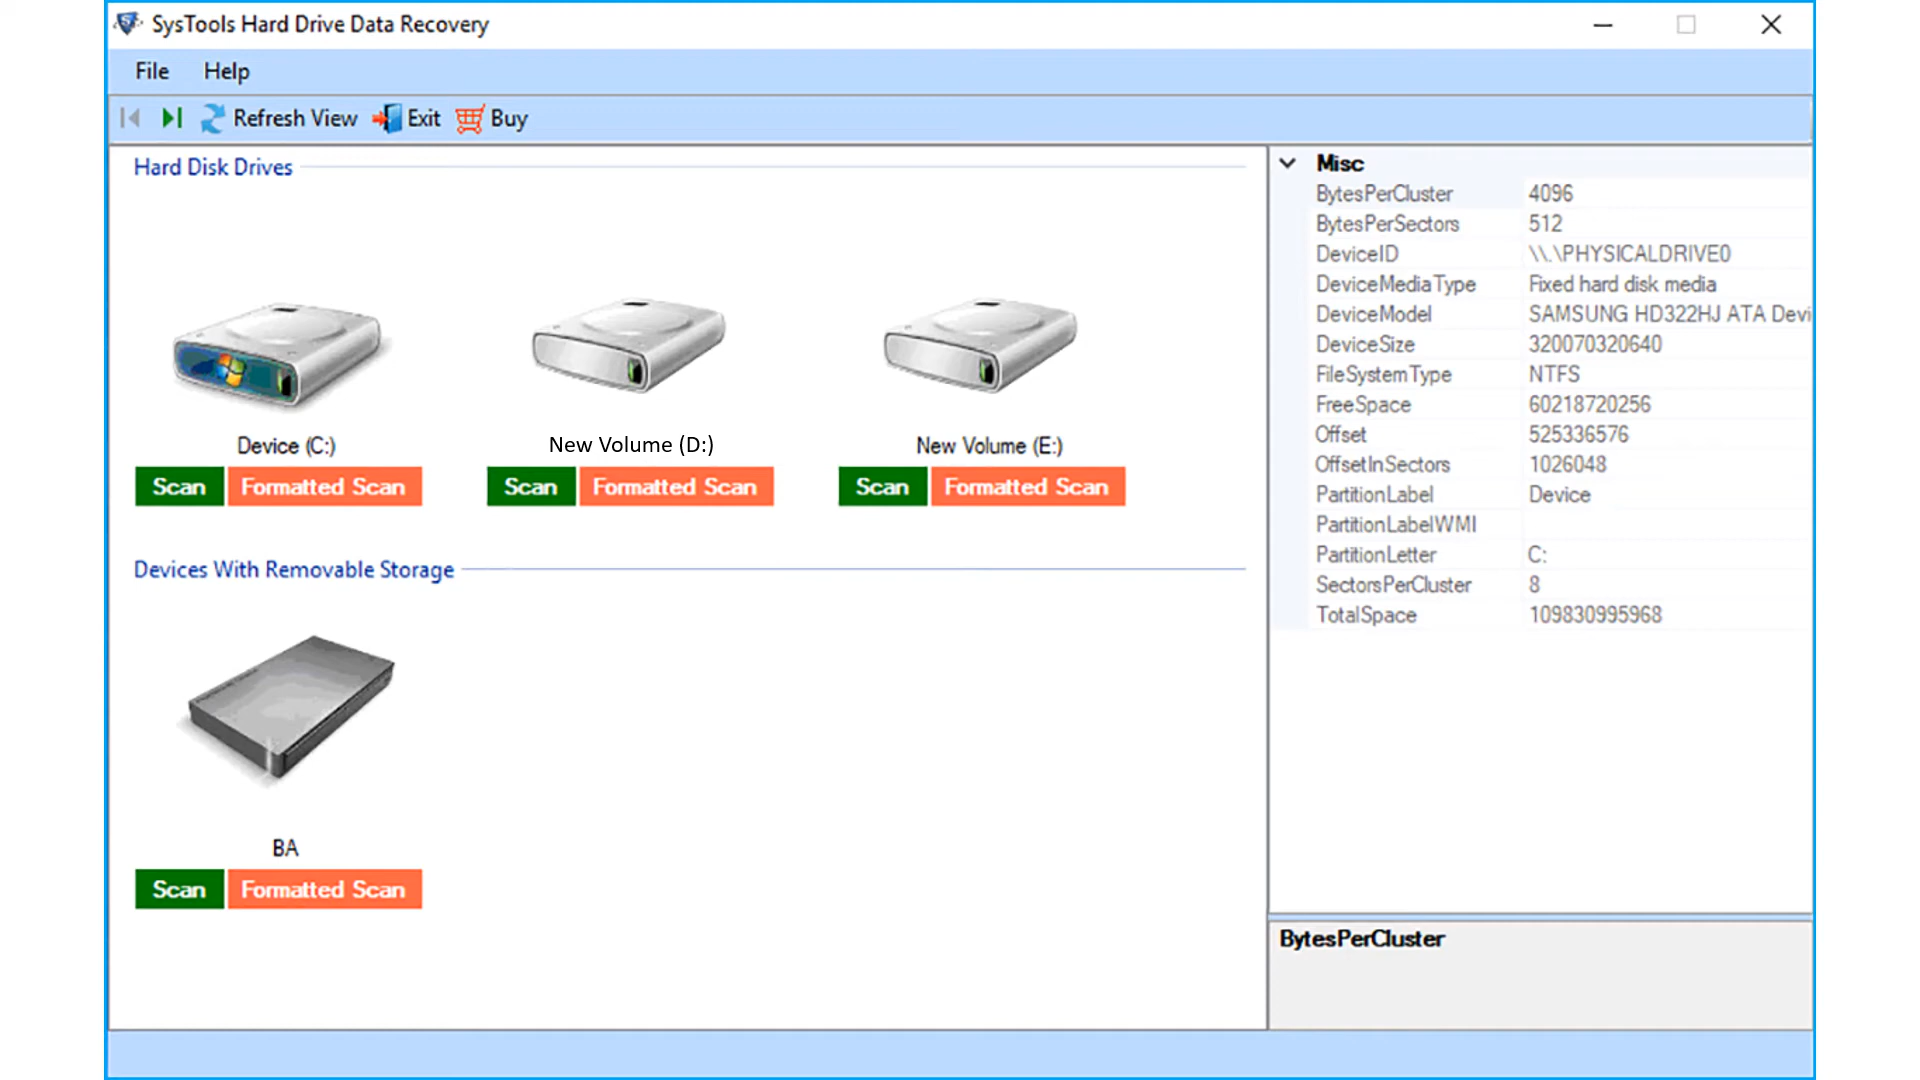 SysTools Hard Drive Data Recovery
File Help
Refresh View Exit Buy
Hard Disk Drives
Device (C:) New Volume (D:) New Volume (E:)
Scan Formatted Scan Scan Formatted Scan Scan Formatted Scan
Devices With Removable Storage
BA
Scan Formatted Scan
Misc
BytesPerCluster 4096
BytesPerSectors 512
DeviceID \\.\PHYSICALDRIVE0
DeviceMediaType Fixed hard disk media
DeviceModel SAMSUNG HD322HJ ATA Devi
DeviceSize 320070320640
FileSystemType NTFS
FreeSpace 60218720256
Offset 525336576
OffsetInSectors 1026048
PartitionLabel Device
PartitionLabelWMI
PartitionLetter C:
SectorsPerCluster 8
TotalSpace 109830995968
BytesPerCluster